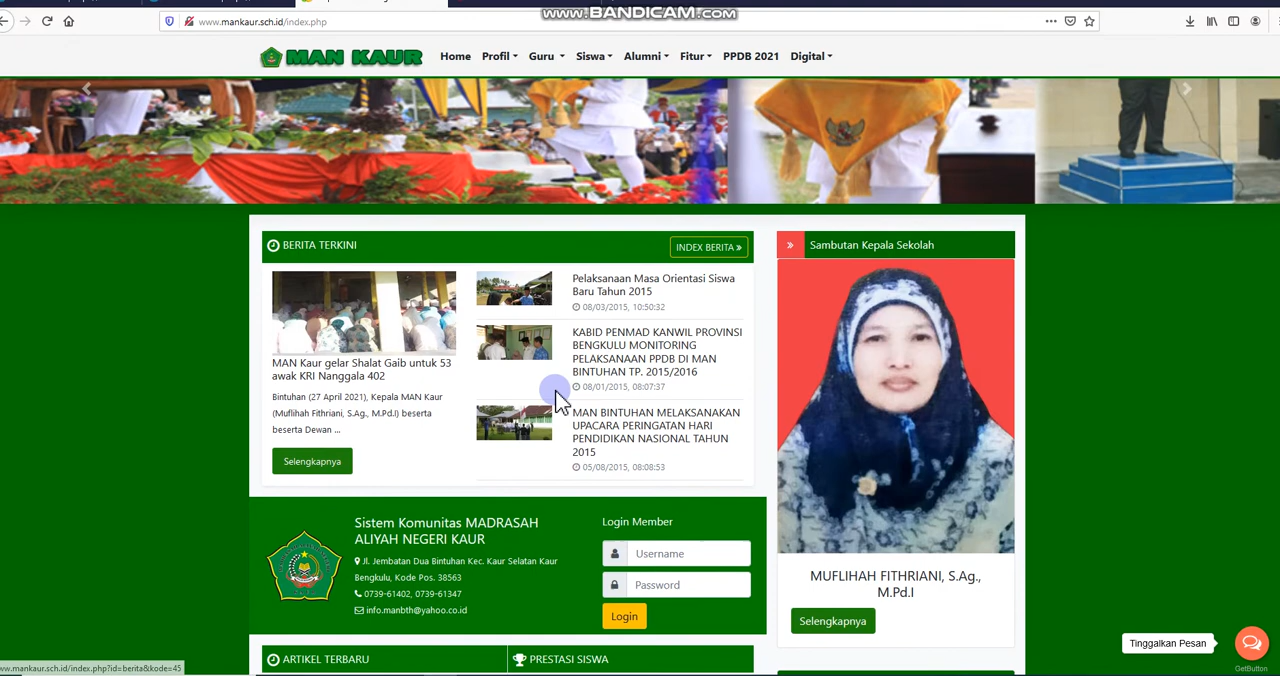 www.BANDICAM.com
www.mankaur.sch.id/index.php
MAN KAUR
Home Profil Guru Siswa Alumni Fitur PPDB 2021 Digital
BERITA TERKINI
INDEX BERITA »
MAN Kaur gelar Shalat Gaib untuk 53
awak KRI Nanggala 402
Bintuhan (27 April 2021), Kepala MAN Kaur
(Muflihah Fithriani, S.Ag., M.Pd.I) beserta
beserta Dewan ...
Selengkapnya
Pelaksanaan Masa Orientasi Siswa
Baru Tahun 2015
08/03/2015, 10:50:32
KABID PENMAD KANWIL PROVINSI
BENGKULU MONITORING
PELAKSANAAN PPDB DI MAN
BINTUHAN TP. 2015/2016
08/01/2015, 08:07:37
MAN BINTUHAN MELAKSANAKAN
UPACARA PERINGATAN HARI
PENDIDIKAN NASIONAL TAHUN
2015
05/08/2015, 08:08:53
» Sambutan Kepala Sekolah
MUFLIHAH FITHRIANI, S.Ag.,
M.Pd.I
Selengkapnya
Sistem Komunitas MADRASAH
ALIYAH NEGERI KAUR
Jl. Jembatan Dua Bintuhan Kec. Kaur Selatan Kaur
Bengkulu, Kode Pos. 38563
0739-61402, 0739-61347
info.manbth@yahoo.co.id
Login Member
Username
Password
Login
ARTIKEL TERBARU
PRESTASI SISWA
Tinggalkan Pesan
GetButton
ww.mankaur.sch.id/index.php?id=berita&kode=45